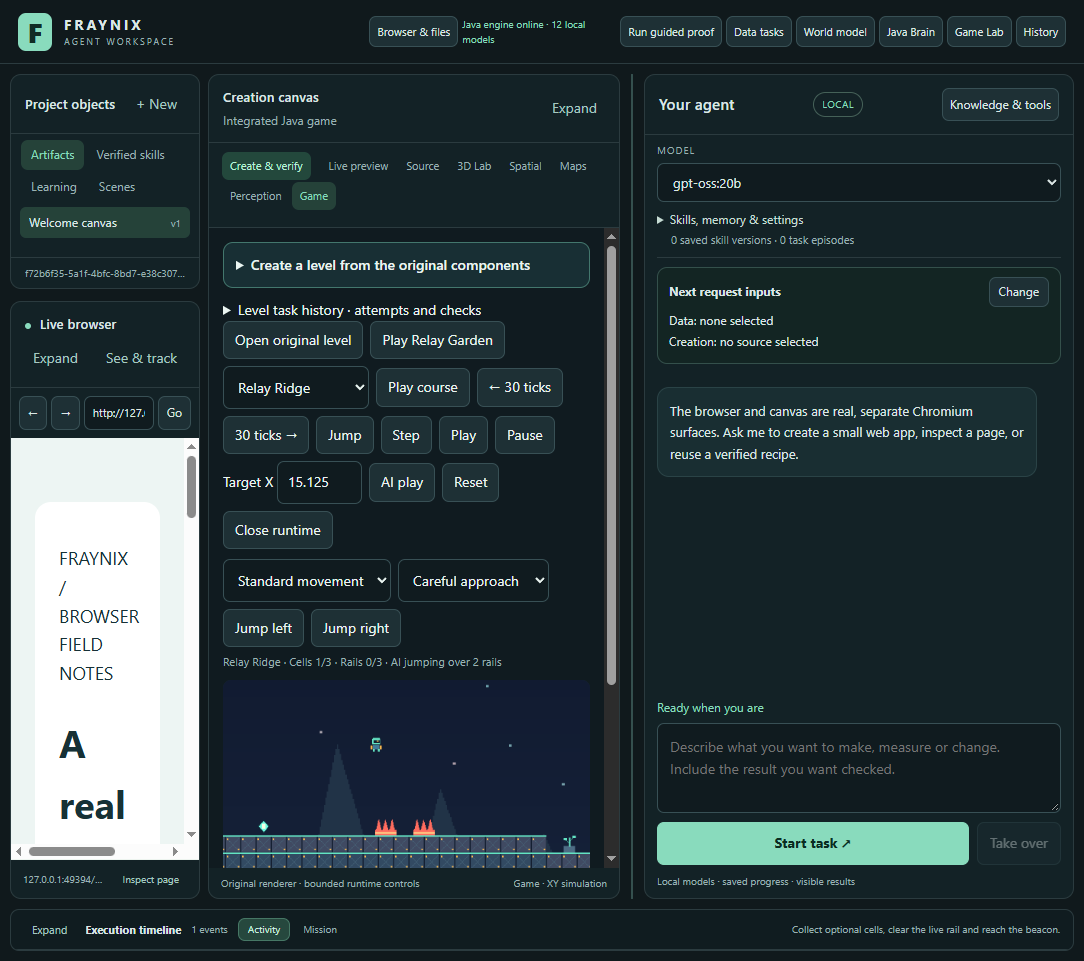 F
FRAYNIX
AGENT WORKSPACE
Browser & files
Java engine online · 12 local
models
Run guided proof
Data tasks
World model
Java Brain
Game Lab
History
Project objects
+ New
Artifacts
Verified skills
Learning
Scenes
Welcome canvas
v1
f72b6f35-5a1f-4bfc-8bd7-e38c307...
Live browser
Expand
See & track
←
→
http://127.
Go
FRAYNIX
/
BROWSER
FIELD
NOTES
A
real
127.0.0.1:49394/...
Inspect page
Creation canvas
Integrated Java game
Expand
Create & verify
Live preview
Source
3D Lab
Spatial
Maps
Perception
Game
Create a level from the original components
Level task history · attempts and checks
Open original level
Play Relay Garden
Relay Ridge
Play course
← 30 ticks
30 ticks →
Jump
Step
Play
Pause
Target X
15.125
AI play
Reset
Close runtime
Standard movement
Careful approach
Jump left
Jump right
Relay Ridge · Cells 1/3 · Rails 0/3 · AI jumping over 2 rails
Original renderer · bounded runtime controls
Game · XY simulation
Your agent
LOCAL
Knowledge & tools
MODEL
gpt-oss:20b
Skills, memory & settings
0 saved skill versions · 0 task episodes
Next request inputs
Change
Data: none selected
Creation: no source selected
The browser and canvas are real, separate Chromium
surfaces. Ask me to create a small web app, inspect a page, or
reuse a verified recipe.
Ready when you are
Describe what you want to make, measure or change.
Include the result you want checked.
Start task ↗
Take over
Local models · saved progress · visible results
Expand
Execution timeline
1 events
Activity
Mission
Collect optional cells, clear the live rail and reach the beacon.